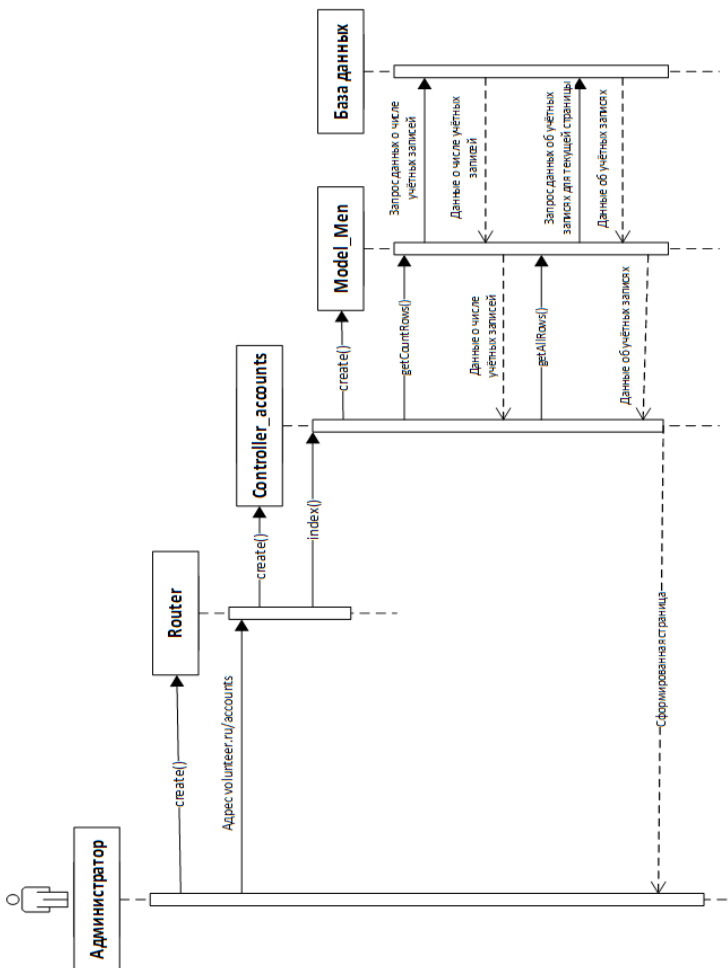 Администратор
Router
Controller_accounts
Model_Men
База данных
create()
Адрес volunteer.ru/accounts
create()
index()
create()
getCountRows()
Запрос данных о числе
учётных записей
Данные о числе учётных
записей
Данные о числе
учётных записей
getAllRows()
Запрос данных об учётных
записях для текущей страницы
Данные об учётных записях
Данные об учётных записях
Сформированная страница